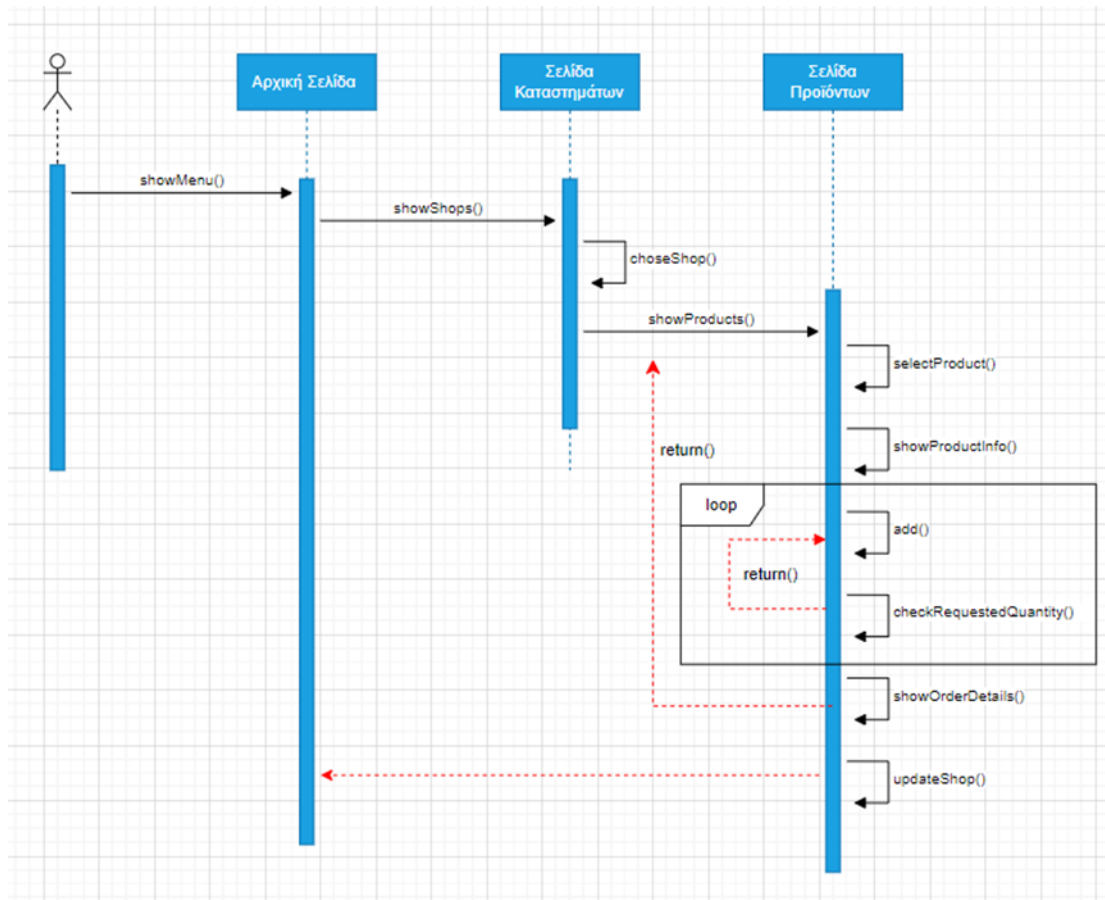 Αρχική Σελίδα
Σελίδα
Καταστημάτων
Σελίδα
Προϊόντων
showMenu()
showShops()
choseShop()
showProducts()
selectProduct()
return()
showProductInfo()
loop
add()
return()
checkRequestedQuantity()
showOrderDetails()
updateShop()